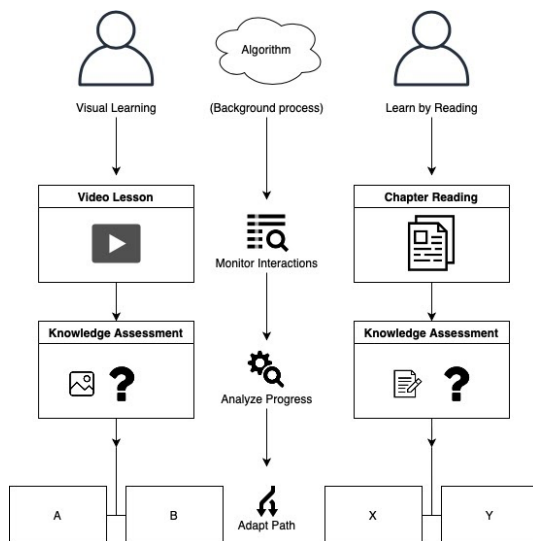 Algorithm
Visual Learning
(Background process)
Learn by Reading
Video Lesson
Chapter Reading
Monitor Interactions
Knowledge Assessment
Knowledge Assessment
?
?
Analyze Progress
A
B
Adapt Path
X
Y